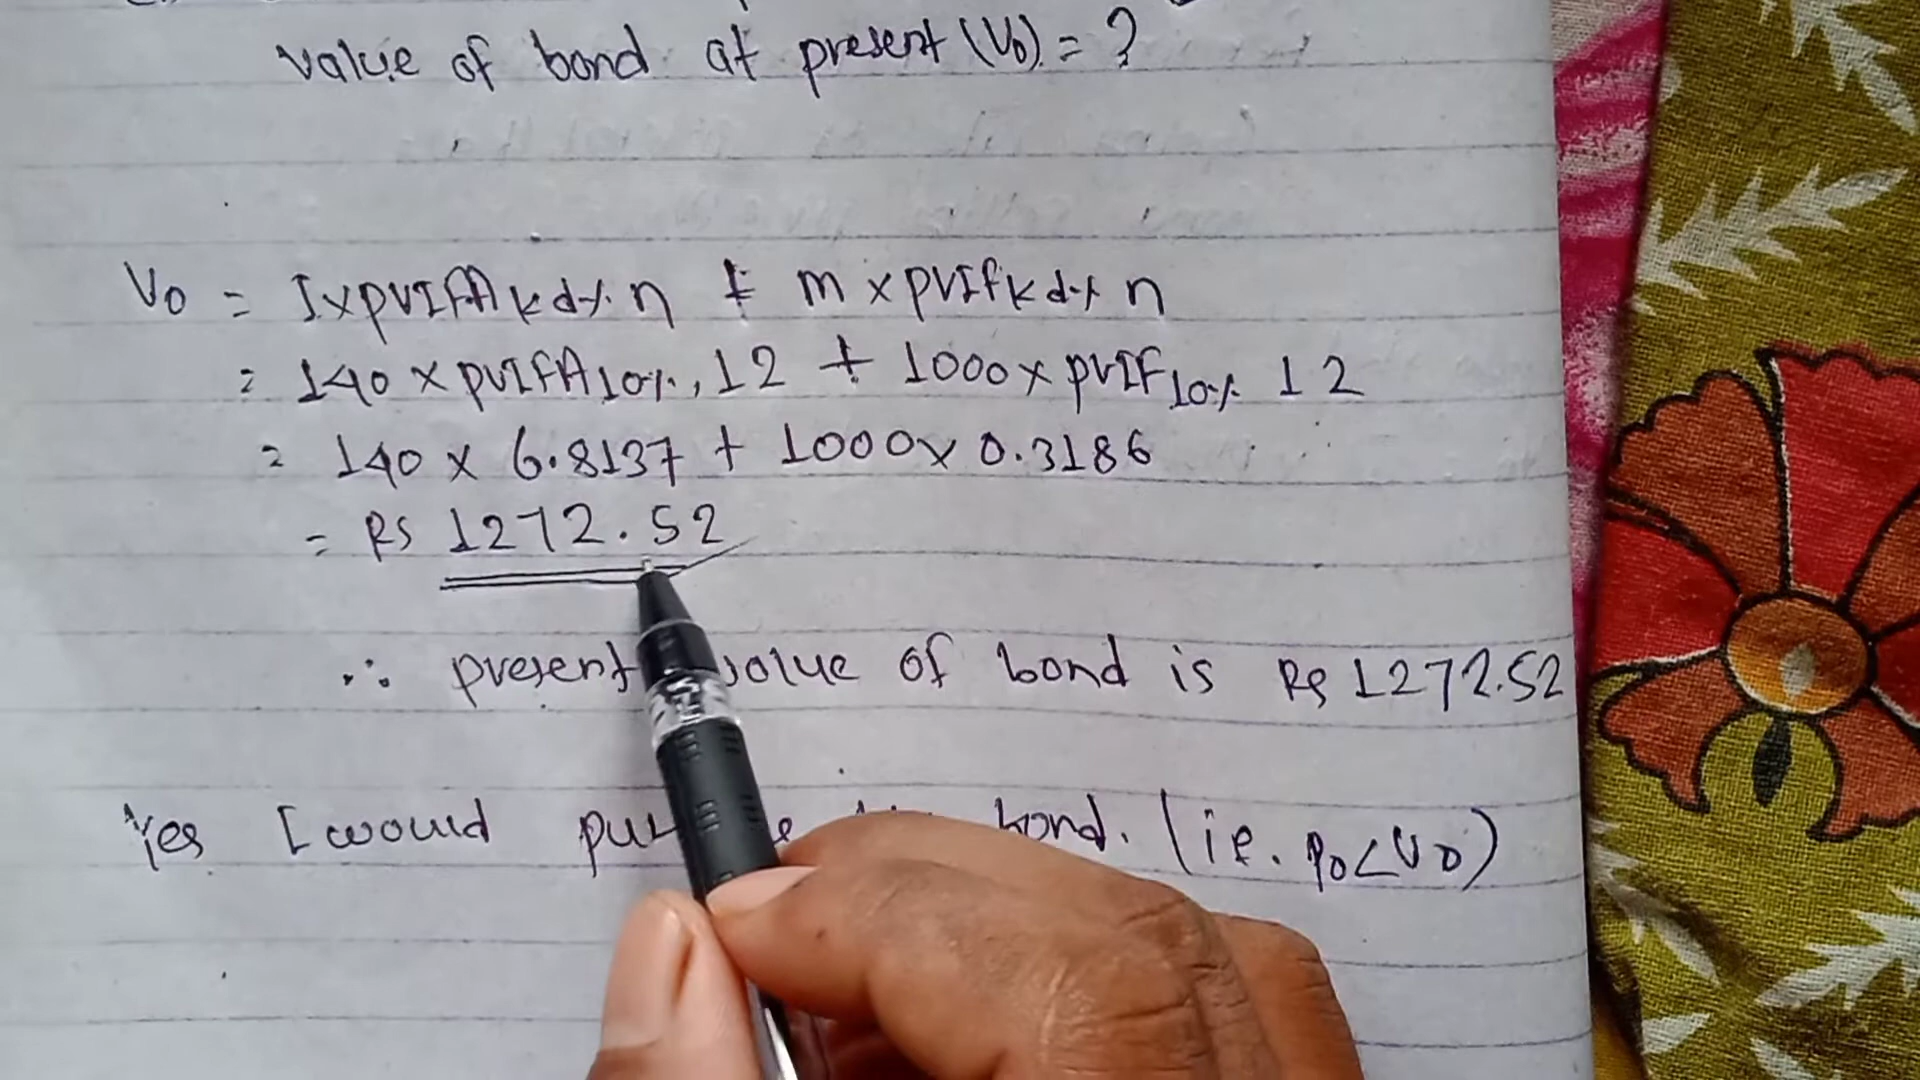 value of bond at present (V0) = ?
V0 = I x PVIFA kd% n + m x PVIF kd% n
= 140 x PVIFA 10%, 12 + 1000 x PVIF 10% 12
= 140 x 6.8137 + 1000 x 0.3186
= RS 1272.52
∴ present value of bond is Rs 1272.52
Yes I would bond. (ie. P0 < V0)